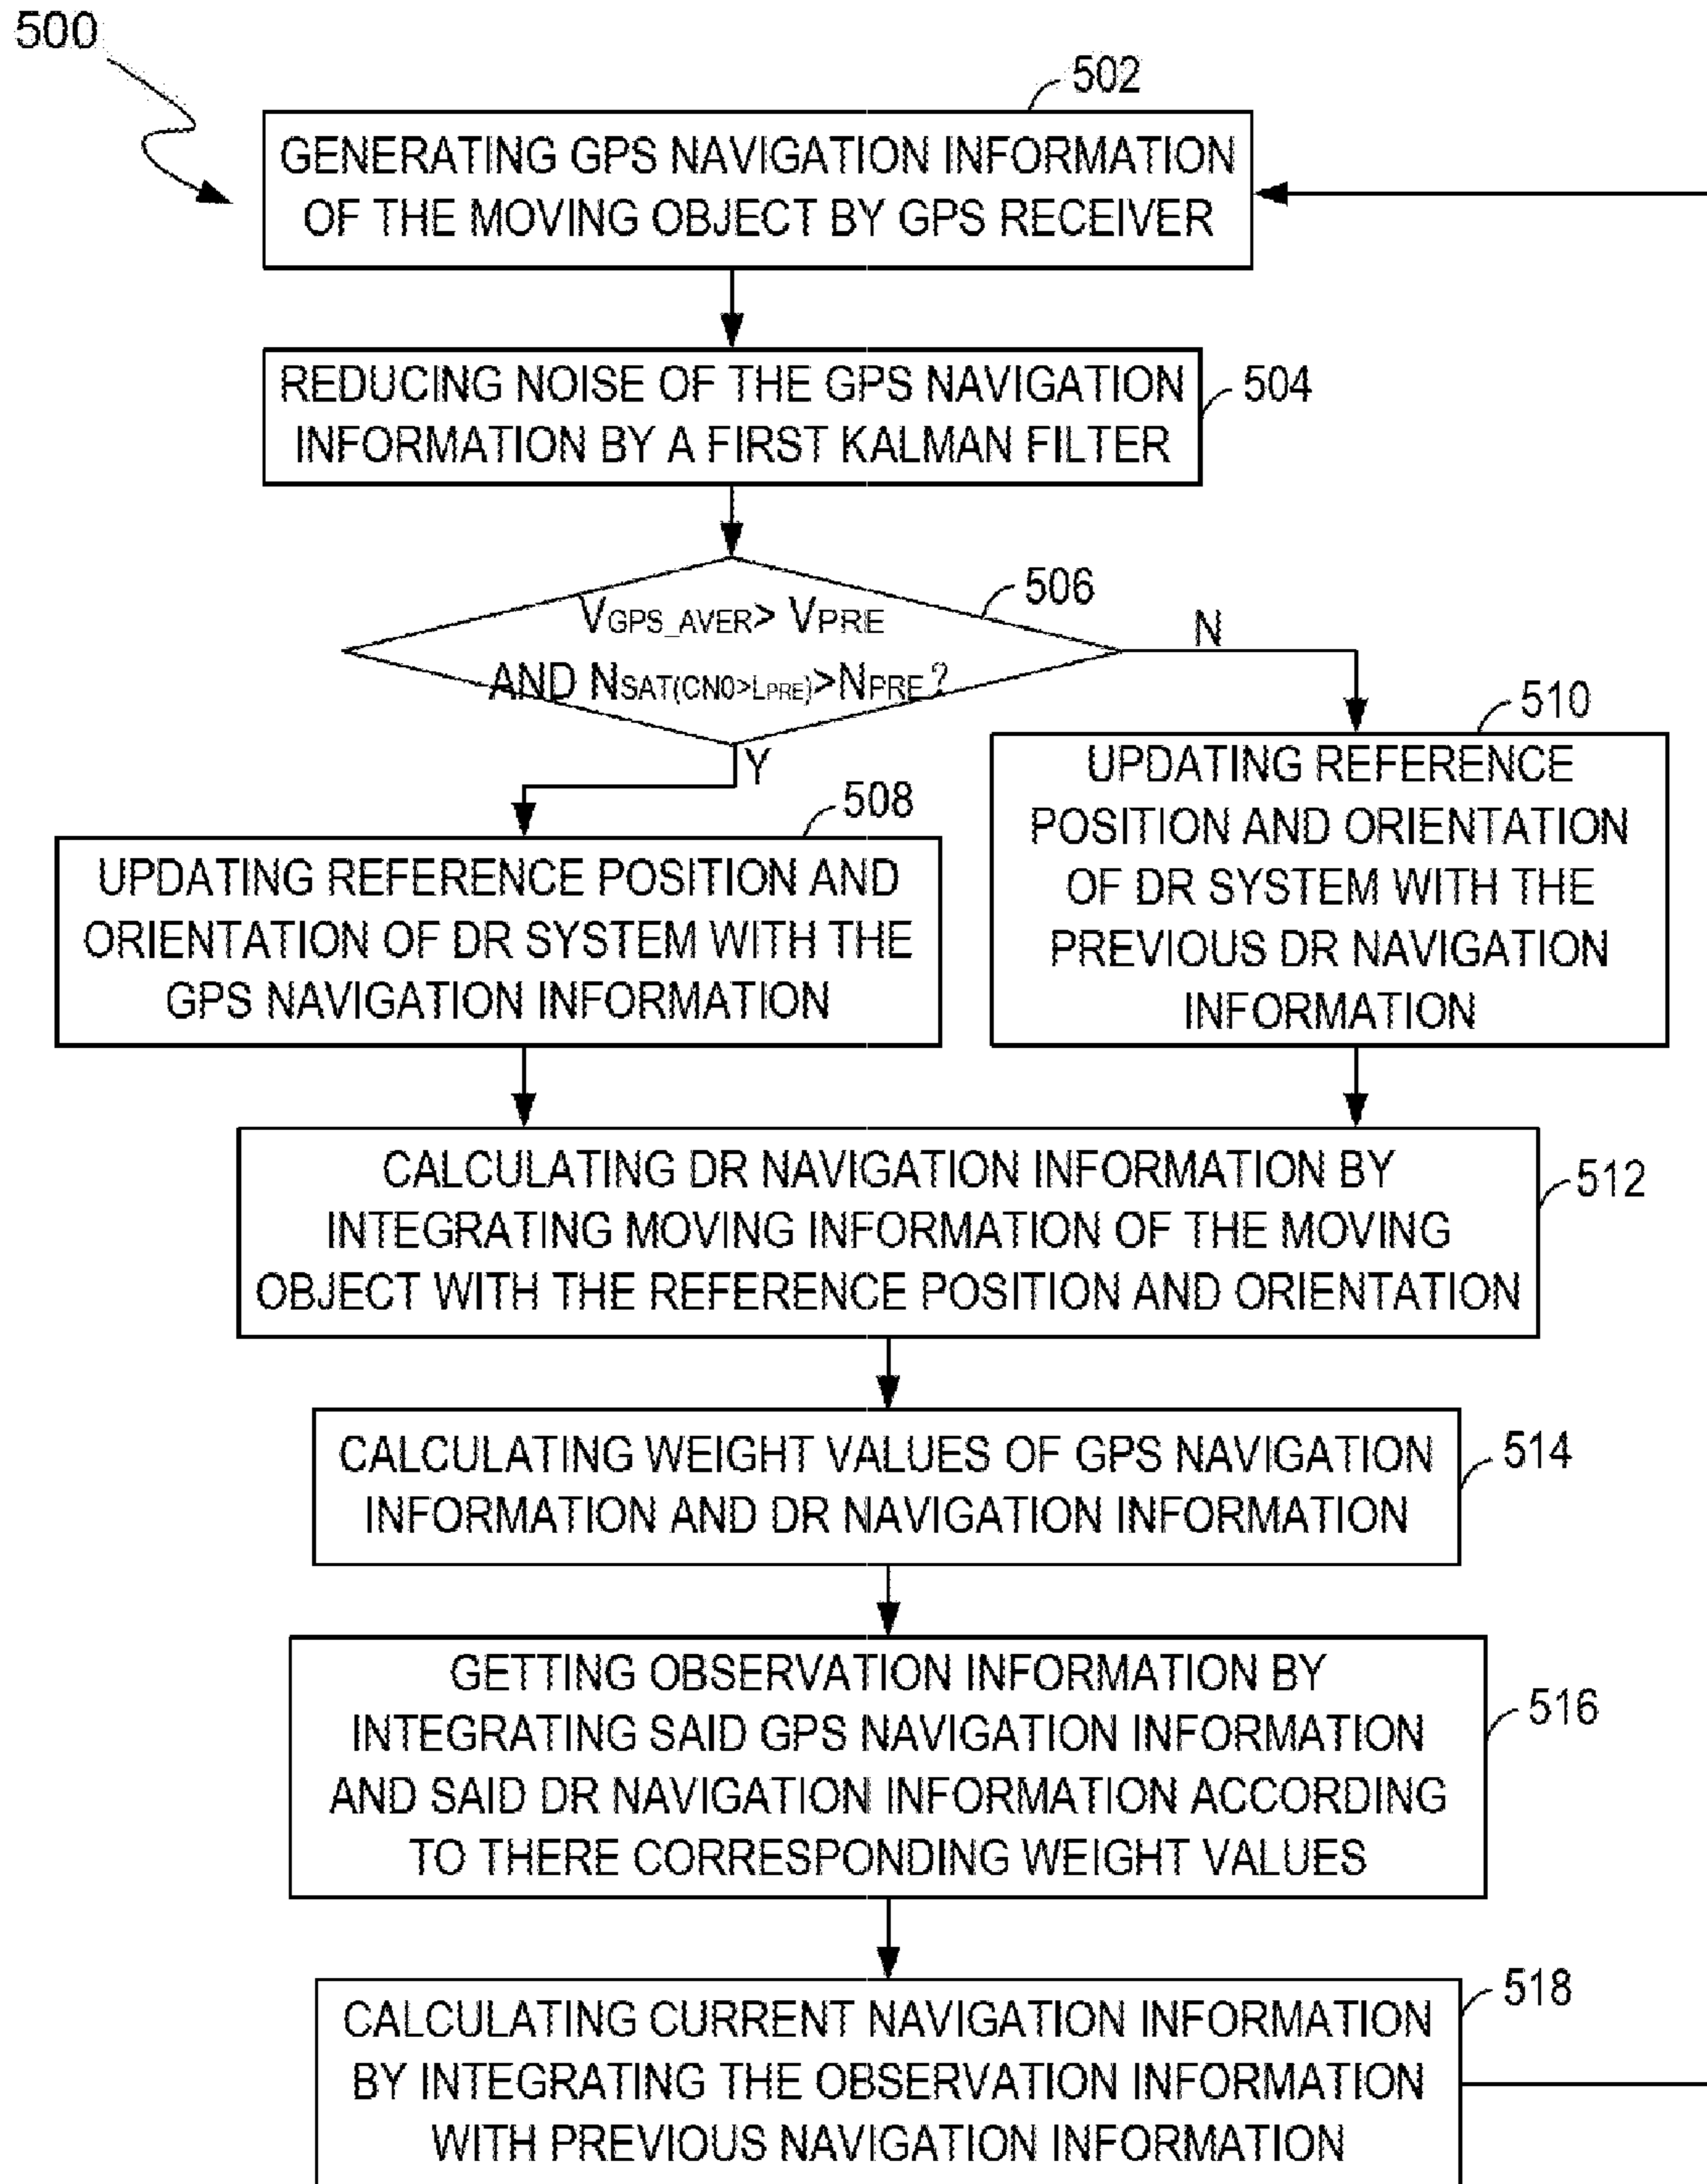 500
502
GENERATING GPS NAVIGATION INFORMATION
OF THE MOVING OBJECT BY GPS RECEIVER
REDUCING NOISE OF THE GPS NAVIGATION
INFORMATION BY A FIRST KALMAN FILTER
504
506
VGPS_AVER> VPRE
AND NSAT(CN0>LPRE)>NPRE?
N
Y
508
UPDATING REFERENCE POSITION AND
ORIENTATION OF DR SYSTEM WITH THE
GPS NAVIGATION INFORMATION
510
UPDATING REFERENCE
POSITION AND ORIENTATION
OF DR SYSTEM WITH THE
PREVIOUS DR NAVIGATION
INFORMATION
CALCULATING DR NAVIGATION INFORMATION BY
INTEGRATING MOVING INFORMATION OF THE MOVING
OBJECT WITH THE REFERENCE POSITION AND ORIENTATION
512
CALCULATING WEIGHT VALUES OF GPS NAVIGATION
INFORMATION AND DR NAVIGATION INFORMATION
514
GETTING OBSERVATION INFORMATION BY
INTEGRATING SAID GPS NAVIGATION INFORMATION
AND SAID DR NAVIGATION INFORMATION ACCORDING
TO THERE CORRESPONDING WEIGHT VALUES
516
CALCULATING CURRENT NAVIGATION INFORMATION
BY INTEGRATING THE OBSERVATION INFORMATION
WITH PREVIOUS NAVIGATION INFORMATION
518